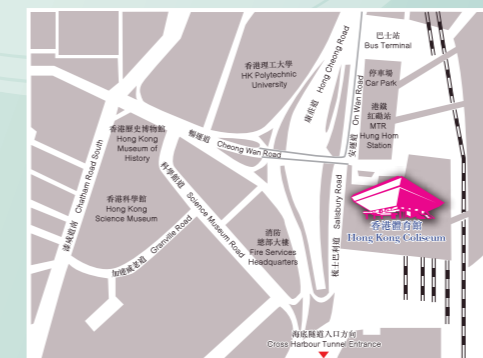 巴士站
Bus Terminal
停車場
Car Park
港鐵
紅磡站
MTR
Hung Hom
Station
香港理工大學
HK Polytechnic
University
康莊道 Hong Chong Road
安運道 On Wan Road
香港歷史博物館
Hong Kong
Museum of
History
暢運道 Cheong Wan Road
香港科學館
Hong Kong
Science Museum
科學館道 Science Museum Road
漆咸道南 Chatham Road South
加連威老道 Granville Road
消防
總部大樓
Fire Services
Headquarters
梳士巴利道 Salisbury Road
香港體育館
Hong Kong Coliseum
海底隧道入口方向
Cross Harbour Tunnel Entrance